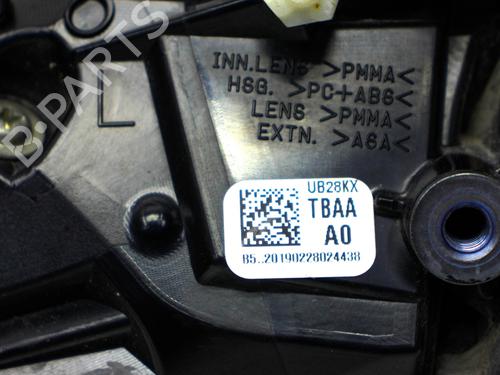 INN.LENS >PMMA<
HSG. >PC+ABS<
LENS >PMMA<
EXTN. >ASA<
L
UB28KX
TBAA
A0
B5..20190228024438
B-PARTS